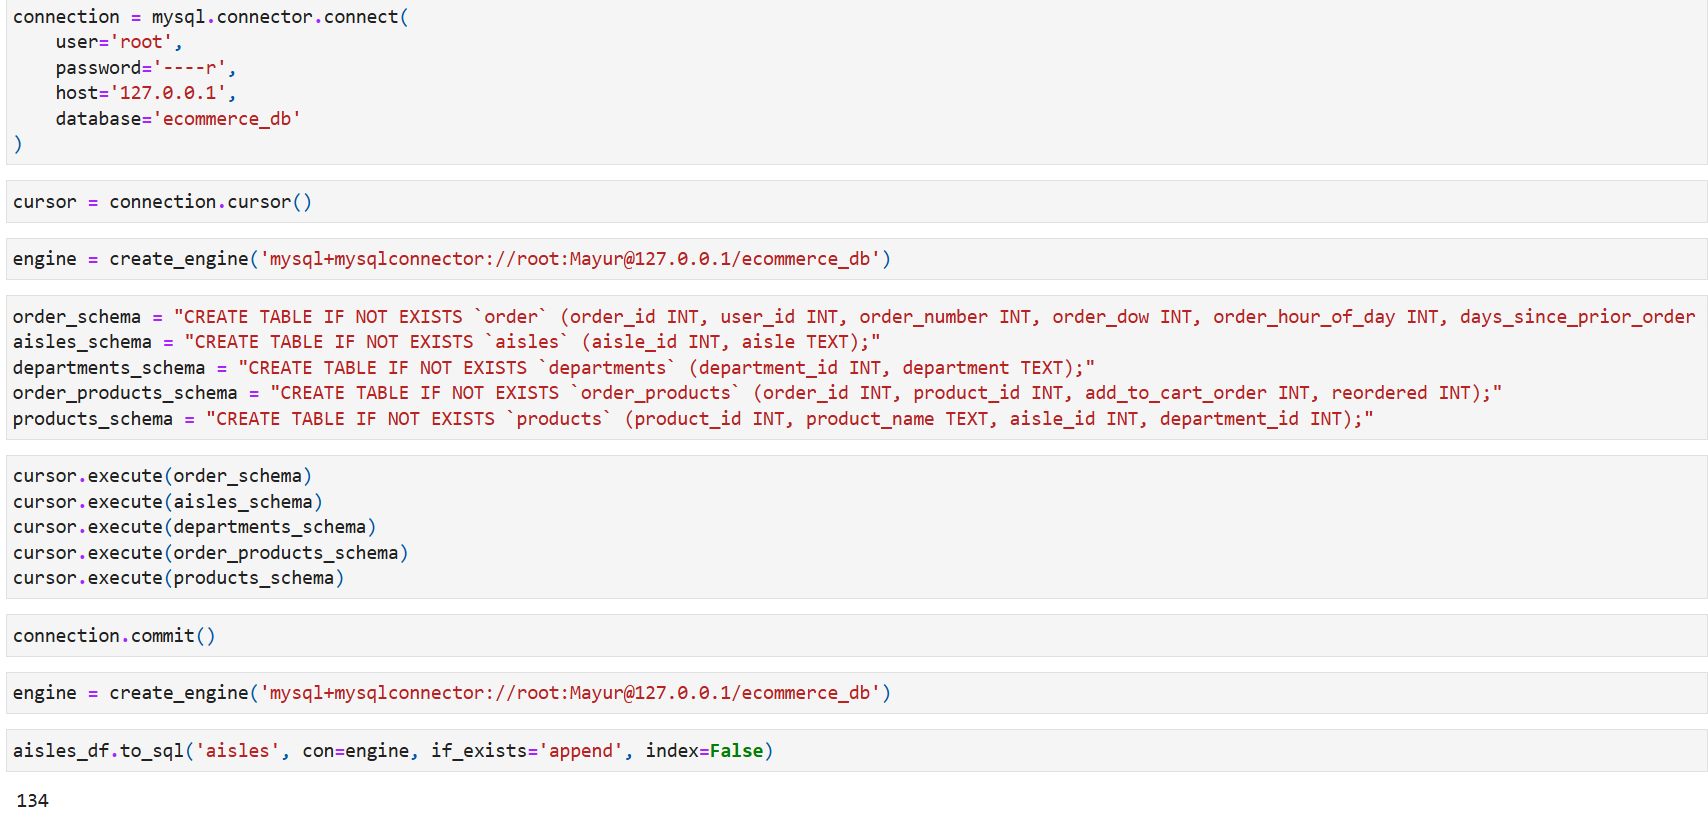 connection = mysql.connector.connect(
    user='root',
    password='----r',
    host='127.0.0.1',
    database='ecommerce_db'
)
cursor = connection.cursor()
engine = create_engine('mysql+mysqlconnector://root:Mayur@127.0.0.1/ecommerce_db')
order_schema = "CREATE TABLE IF NOT EXISTS `order` (order_id INT, user_id INT, order_number INT, order_dow INT, order_hour_of_day INT, days_since_prior_order
aisles_schema = "CREATE TABLE IF NOT EXISTS `aisles` (aisle_id INT, aisle TEXT);"
departments_schema = "CREATE TABLE IF NOT EXISTS `departments` (department_id INT, department TEXT);"
order_products_schema = "CREATE TABLE IF NOT EXISTS `order_products` (order_id INT, product_id INT, add_to_cart_order INT, reordered INT);"
products_schema = "CREATE TABLE IF NOT EXISTS `products` (product_id INT, product_name TEXT, aisle_id INT, department_id INT);"
cursor.execute(order_schema)
cursor.execute(aisles_schema)
cursor.execute(departments_schema)
cursor.execute(order_products_schema)
cursor.execute(products_schema)
connection.commit()
engine = create_engine('mysql+mysqlconnector://root:Mayur@127.0.0.1/ecommerce_db')
aisles_df.to_sql('aisles', con=engine, if_exists='append', index=False)
134